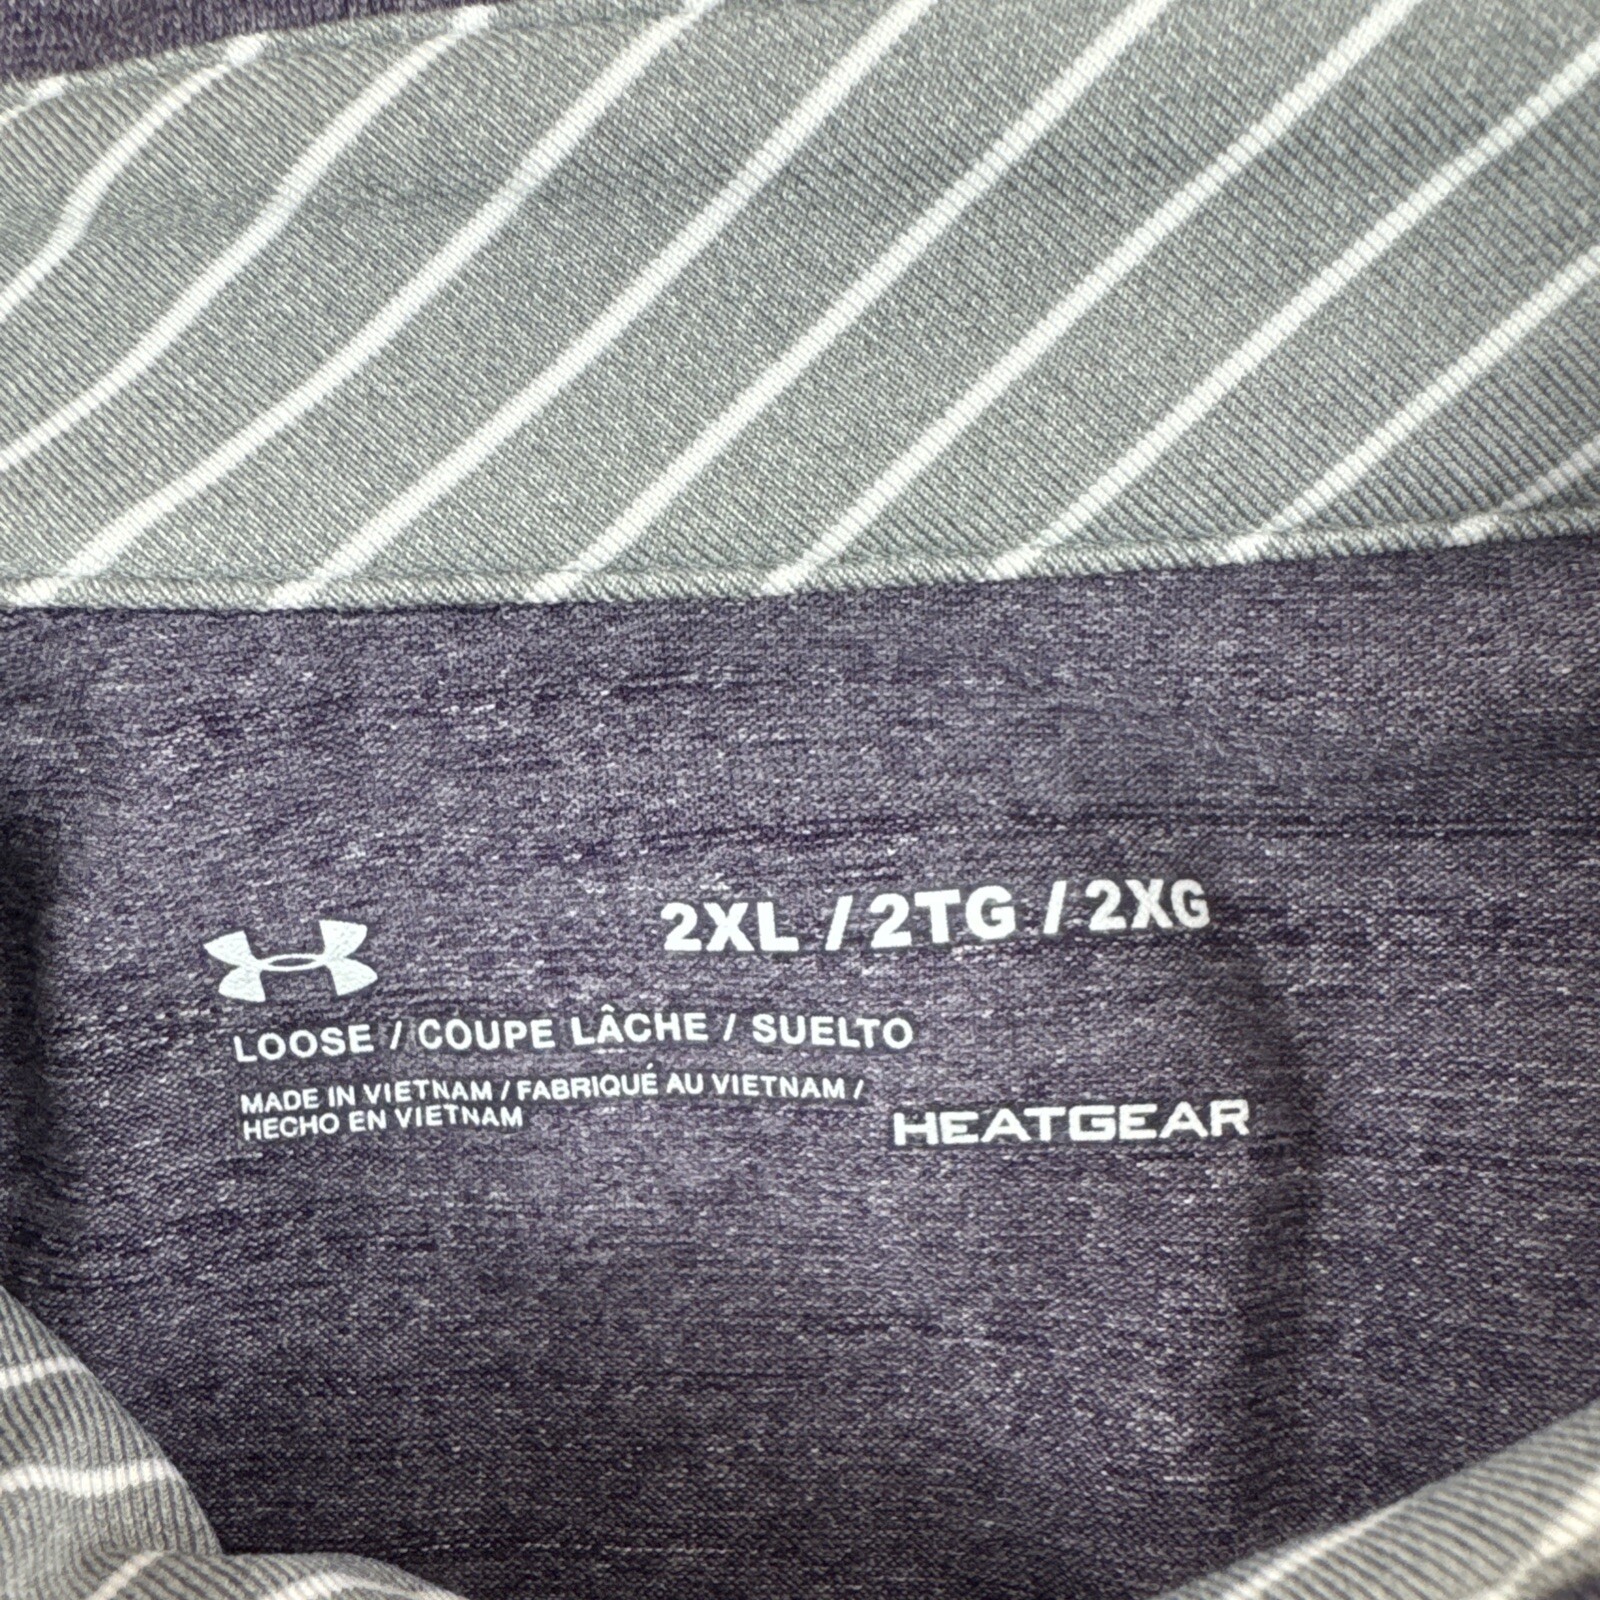 2XL / 2TG / 2XG
LOOSE / COUPE LÂCHE / SUELTO
MADE IN VIETNAM / FABRIQUÉ AU VIETNAM /
HECHO EN VIETNAM
HEATGEAR